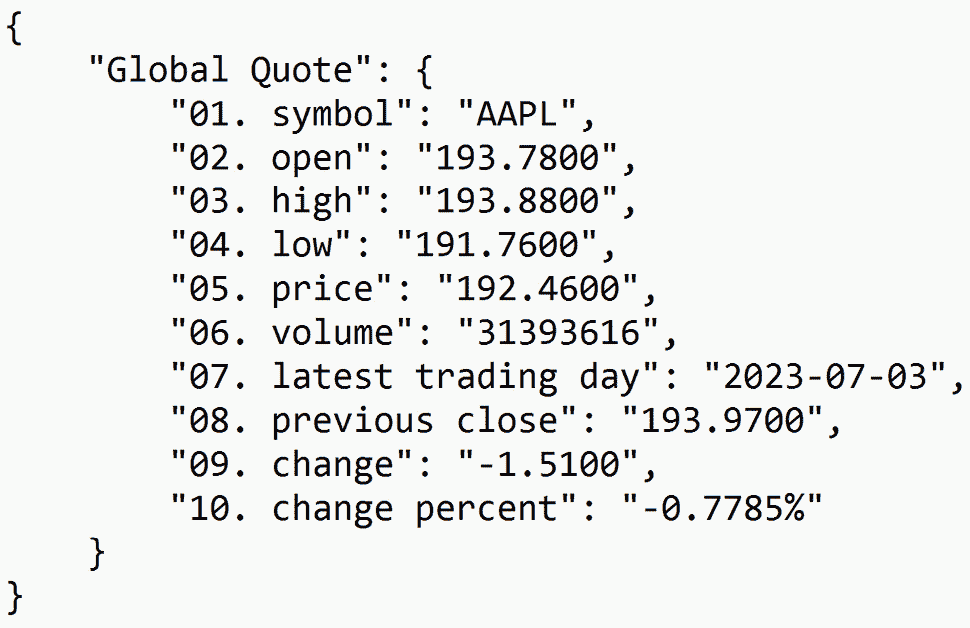 {
    "Global Quote": {
        "01. symbol": "AAPL",
        "02. open": "193.7800",
        "03. high": "193.8800",
        "04. low": "191.7600",
        "05. price": "192.4600",
        "06. volume": "31393616",
        "07. latest trading day": "2023-07-03",
        "08. previous close": "193.9700",
        "09. change": "-1.5100",
        "10. change percent": "-0.7785%"
    }
}